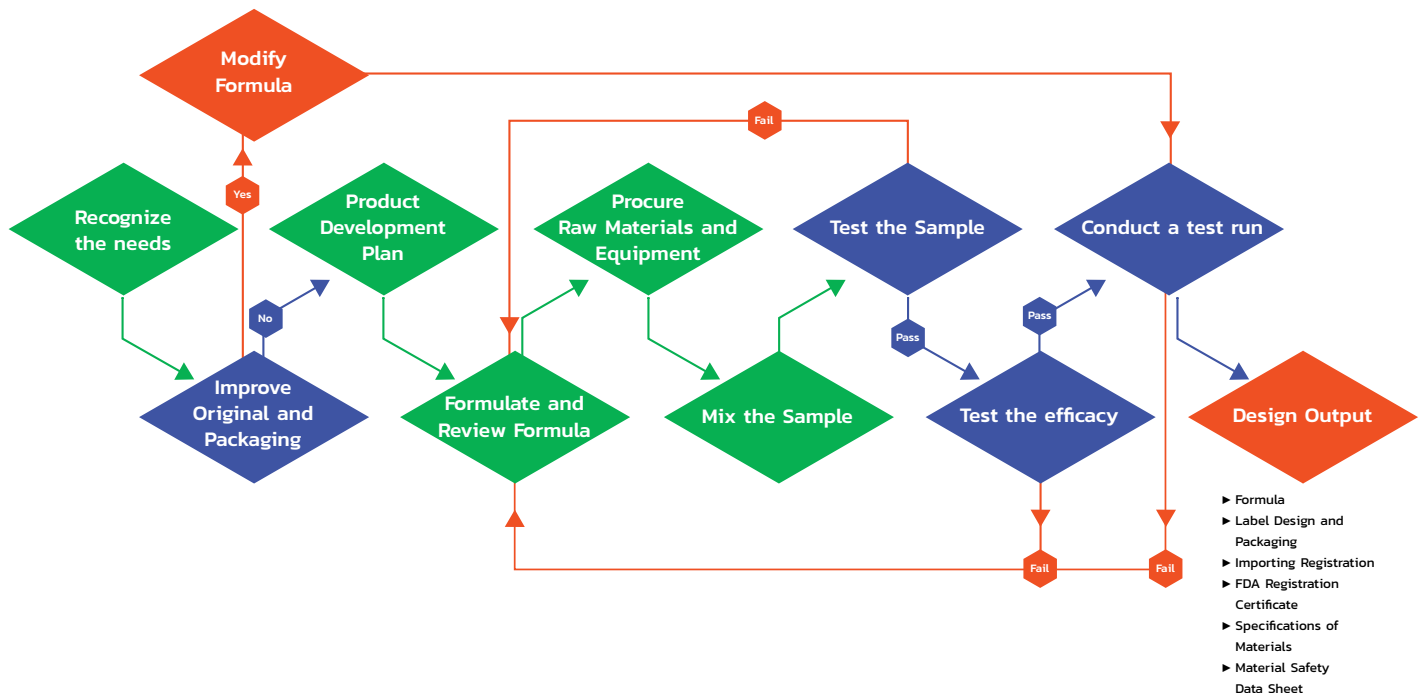 Modify
Formula
Fail
Yes
Recognize
the needs
Product
Development
Plan
Procure
Raw Materials and
Equipment
Test the Sample
Conduct a test run
No
Pass
Pass
Improve
Original and
Packaging
Formulate and
Review Formula
Mix the Sample
Test the efficacy
Design Output
Fail
Fail
► Formula
► Label Design and
Packaging
► Importing Registration
► FDA Registration
Certificate
► Specifications of
Materials
► Material Safety
Data Sheet